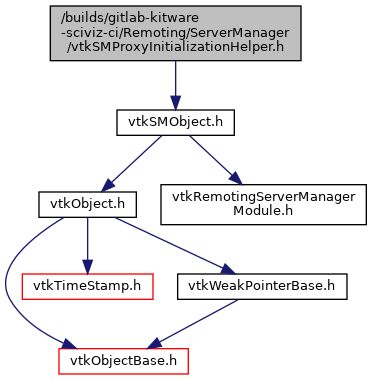 /builds/gitlab-kitware
-sciviz-ci/Remoting/ServerManager
/vtkSMProxyInitializationHelper.h
vtkSMObject.h
vtkObject.h
vtkRemotingServerManager
Module.h
vtkTimeStamp.h
vtkWeakPointerBase.h
vtkObjectBase.h